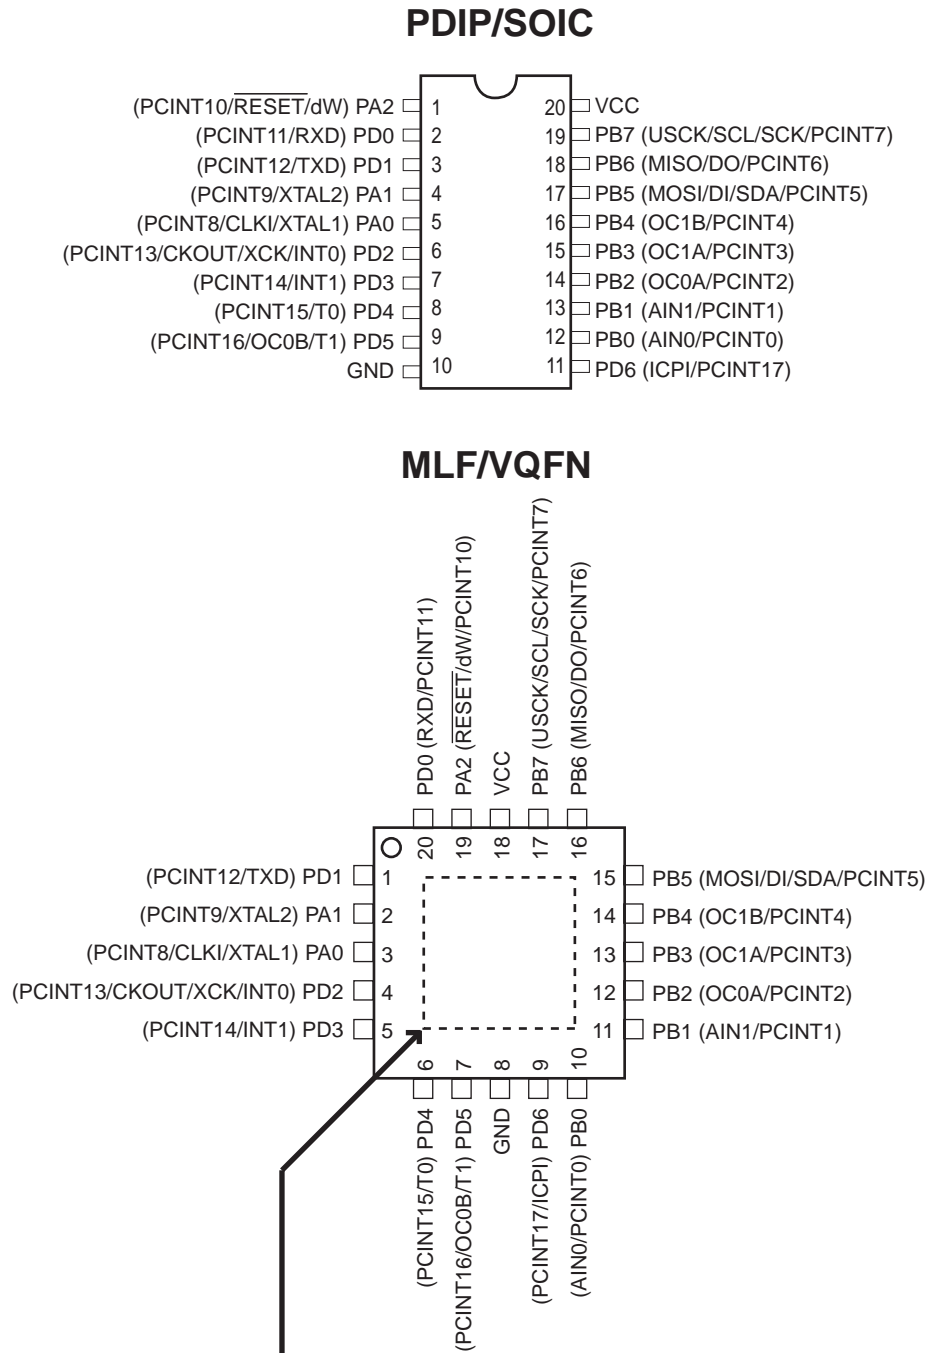 PDIP/SOIC
(PCINT10/RESET/dW) PA2 1 20 VCC
(PCINT11/RXD) PD0 2 19 PB7 (USCK/SCL/SCK/PCINT7)
(PCINT12/TXD) PD1 3 18 PB6 (MISO/DO/PCINT6)
(PCINT9/XTAL2) PA1 4 17 PB5 (MOSI/DI/SDA/PCINT5)
(PCINT8/CLKI/XTAL1) PA0 5 16 PB4 (OC1B/PCINT4)
(PCINT13/CKOUT/XCK/INT0) PD2 6 15 PB3 (OC1A/PCINT3)
(PCINT14/INT1) PD3 7 14 PB2 (OC0A/PCINT2)
(PCINT15/T0) PD4 8 13 PB1 (AIN1/PCINT1)
(PCINT16/OC0B/T1) PD5 9 12 PB0 (AIN0/PCINT0)
GND 10 11 PD6 (ICPI/PCINT17)
MLF/VQFN
PD0 (RXD/PCINT11)
PA2 (RESET/dW/PCINT10)
VCC
PB7 (USCK/SCL/SCK/PCINT7)
PB6 (MISO/DO/PCINT6)
20 19 18 17 16
(PCINT12/TXD) PD1 1 15 PB5 (MOSI/DI/SDA/PCINT5)
(PCINT9/XTAL2) PA1 2 14 PB4 (OC1B/PCINT4)
(PCINT8/CLKI/XTAL1) PA0 3 13 PB3 (OC1A/PCINT3)
(PCINT13/CKOUT/XCK/INT0) PD2 4 12 PB2 (OC0A/PCINT2)
(PCINT14/INT1) PD3 5 11 PB1 (AIN1/PCINT1)
6 7 8 9 10
(PCINT15/T0) PD4
(PCINT16/OC0B/T1) PD5
GND
(PCINT17/ICPI) PD6
(AIN0/PCINT0) PB0